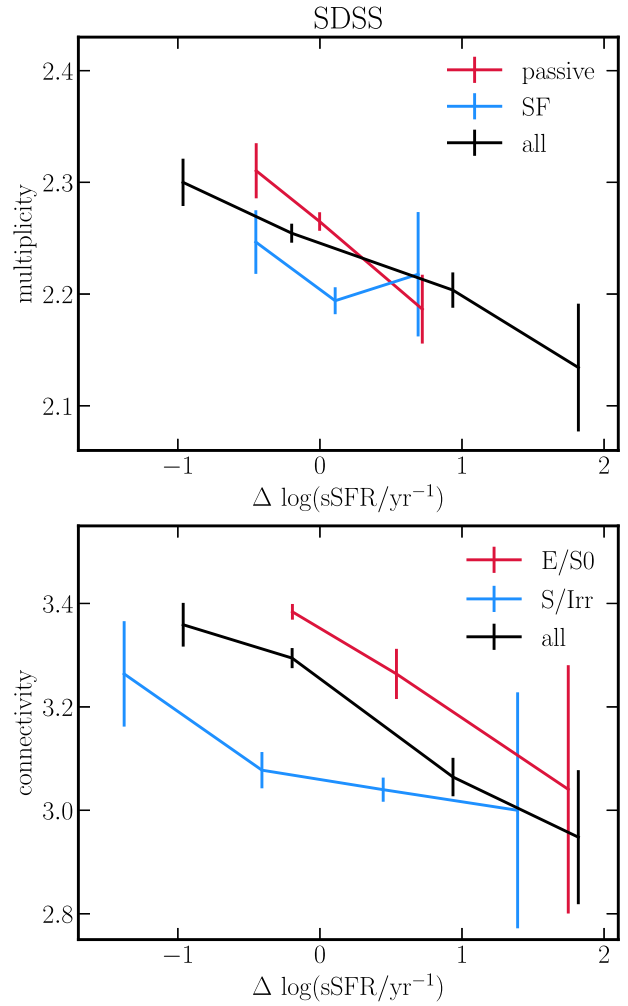 SDSS
2.4
passive
SF
all
2.3
multiplicity
2.2
2.1
−1 0 1 2
Δ log(sSFR/yr⁻¹)
E/S0
3.4
S/Irr
all
3.2
connectivity
3.0
2.8
−1 0 1 2
Δ log(sSFR/yr⁻¹)